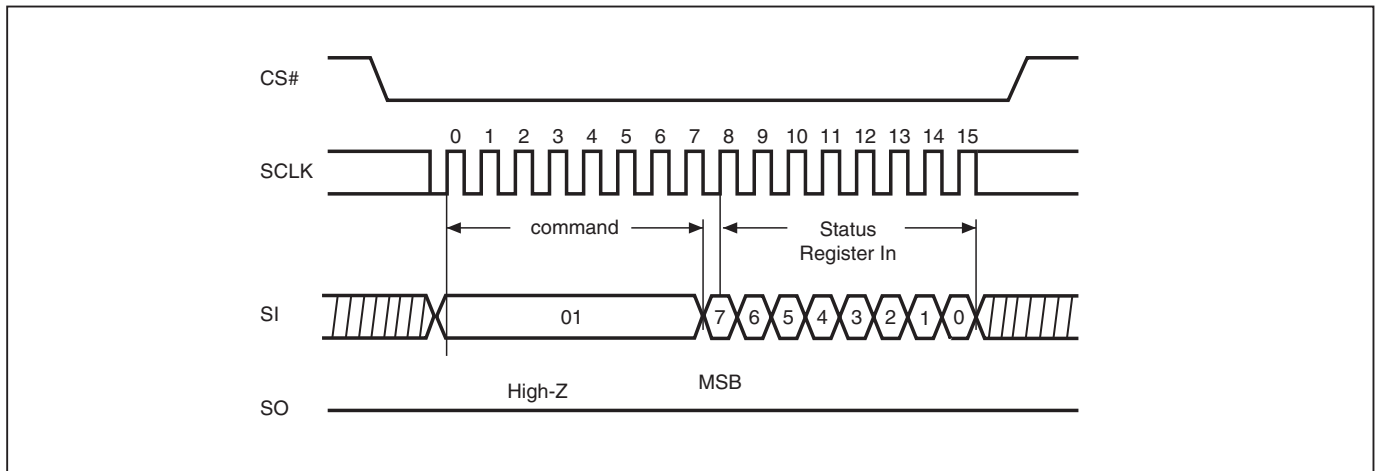 CS#
0 1 2 3 4 5 6 7 8 9 10 11 12 13 14 15
SCLK
command
Status
Register In
SI
01
7 6 5 4 3 2 1 0
High-Z
MSB
SO